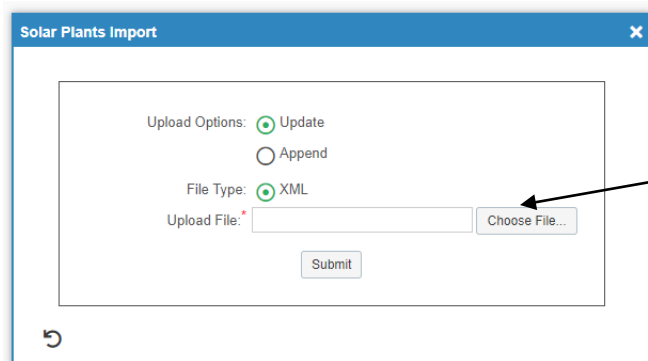 Solar Plants Import
Upload Options: Update
Append
File Type: XML
Upload File:* Choose File...
Submit